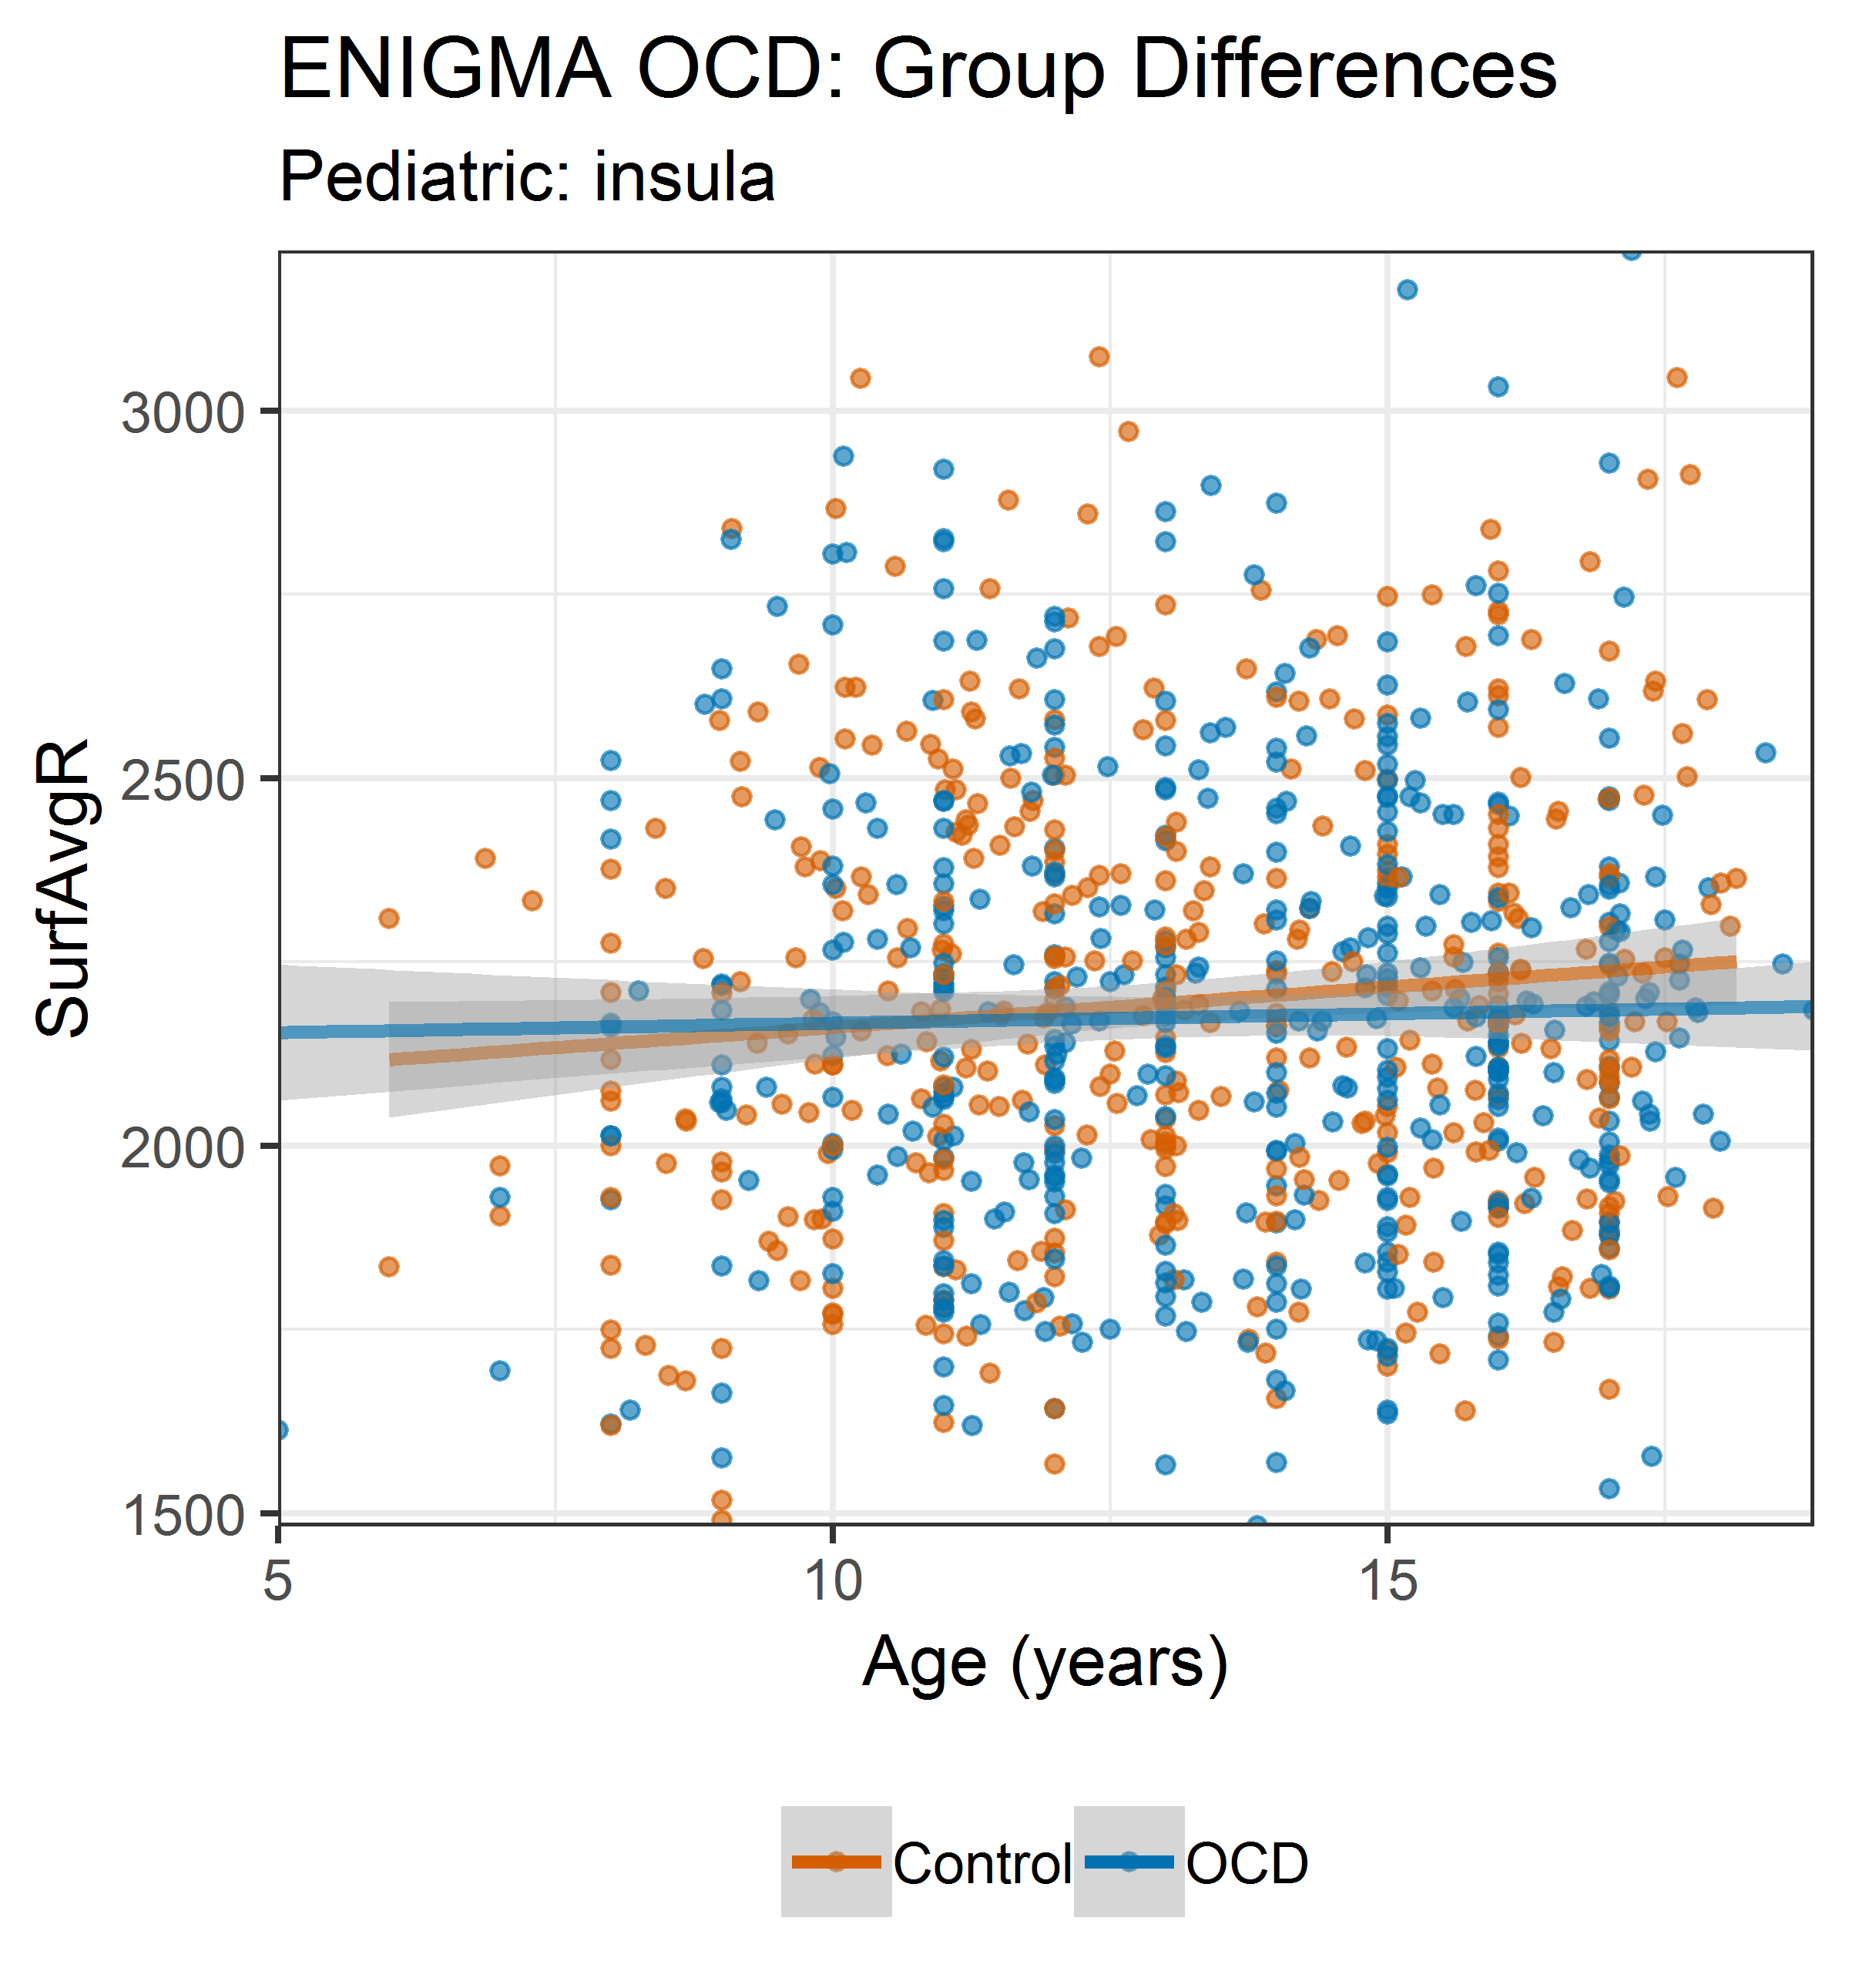 ENIGMA OCD: Group Differences
Pediatric: insula
SurfAvgR
3000
2500
2000
1500
5 10 15
Age (years)
Control OCD